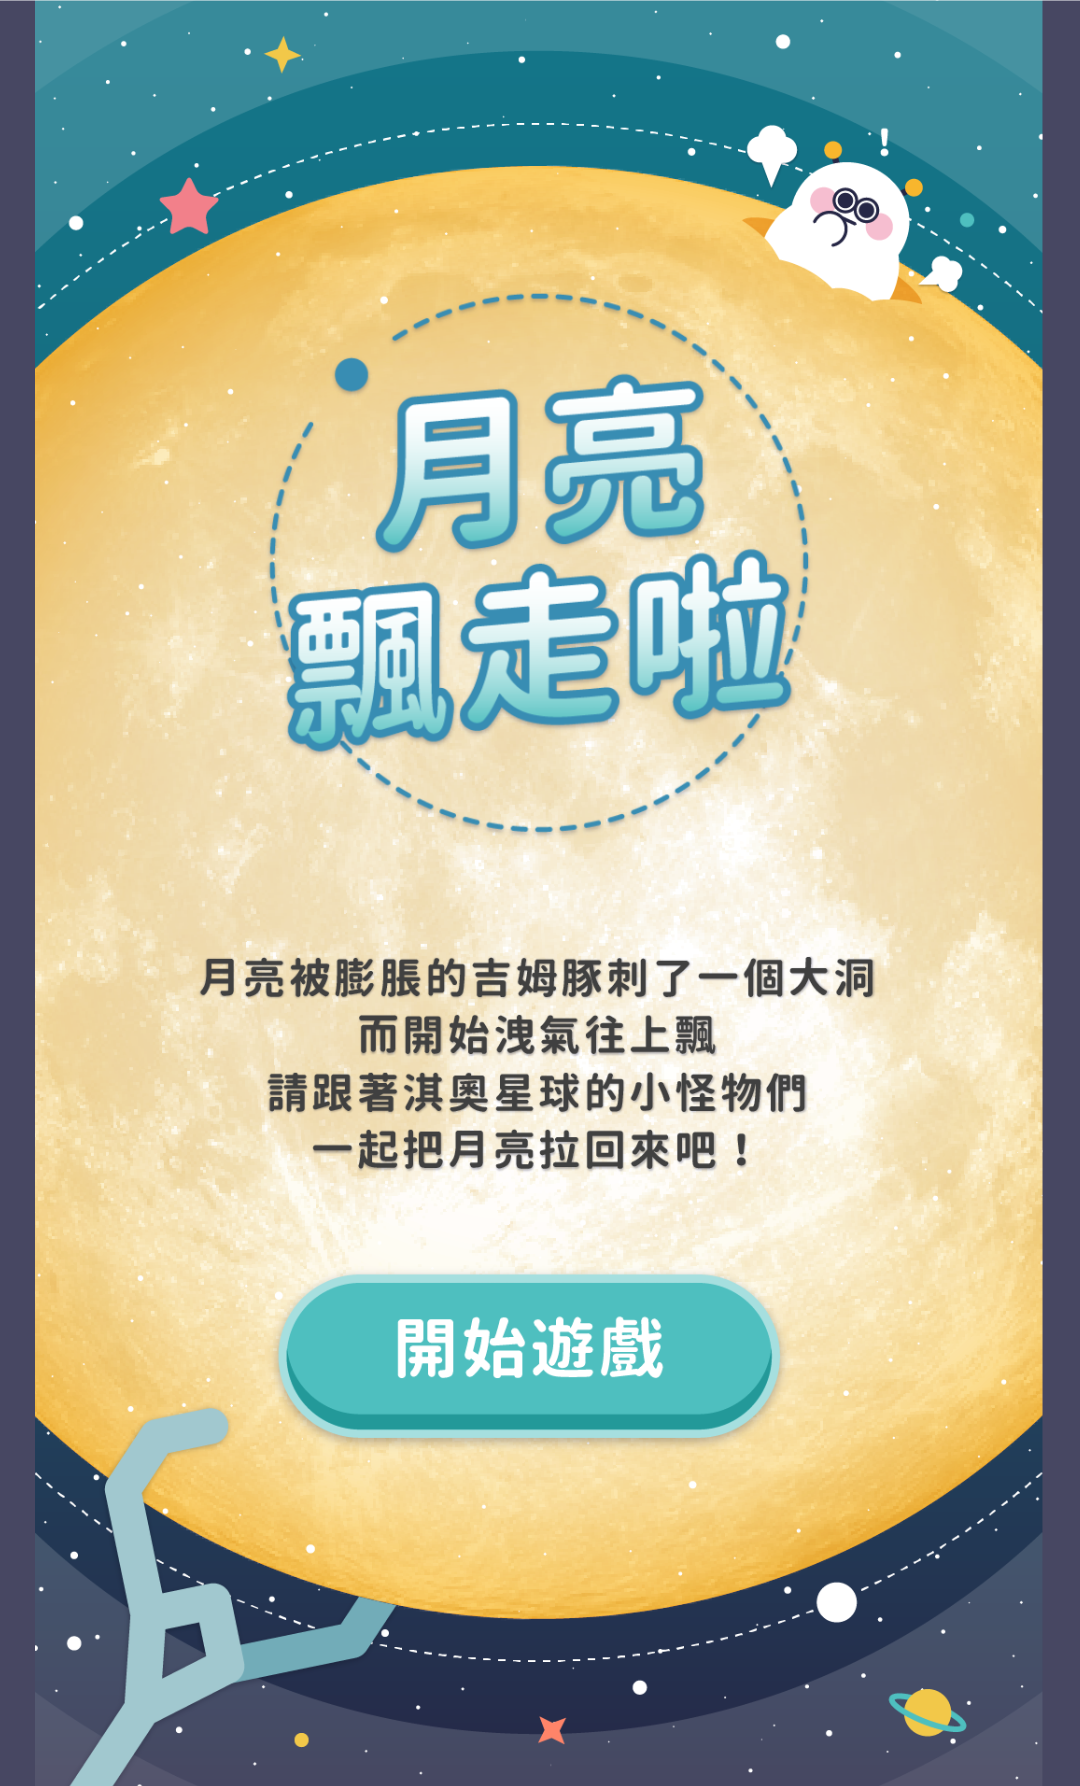 !
月亮
飄走啦
月亮被膨脹的吉姆豚刺了一個大洞
而開始洩氣往上飄
請跟著淇奧星球的小怪物們
一起把月亮拉回來吧！
開始遊戲